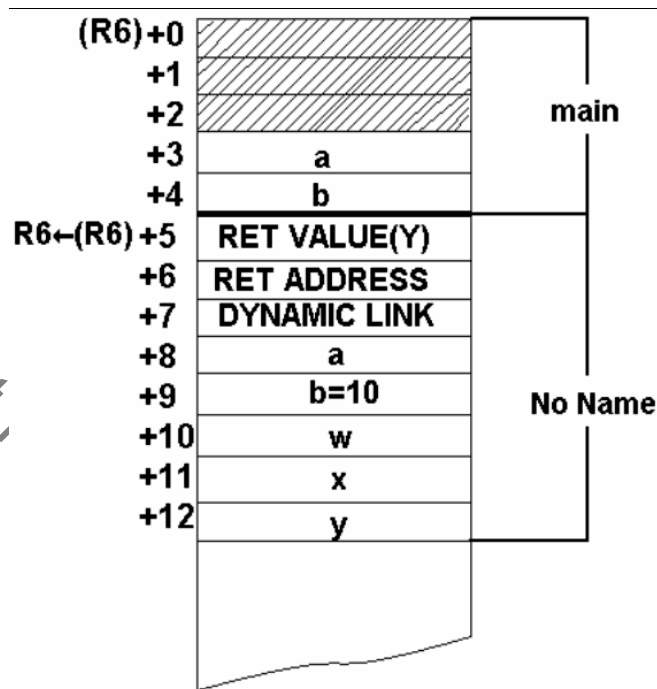 (R6)+0
+1
+2
main
+3 a
+4 b
R6←(R6)+5 RET VALUE(Y)
+6 RET ADDRESS
+7 DYNAMIC LINK
+8 a
+9 b=10 No Name
+10 w
+11 x
+12 y